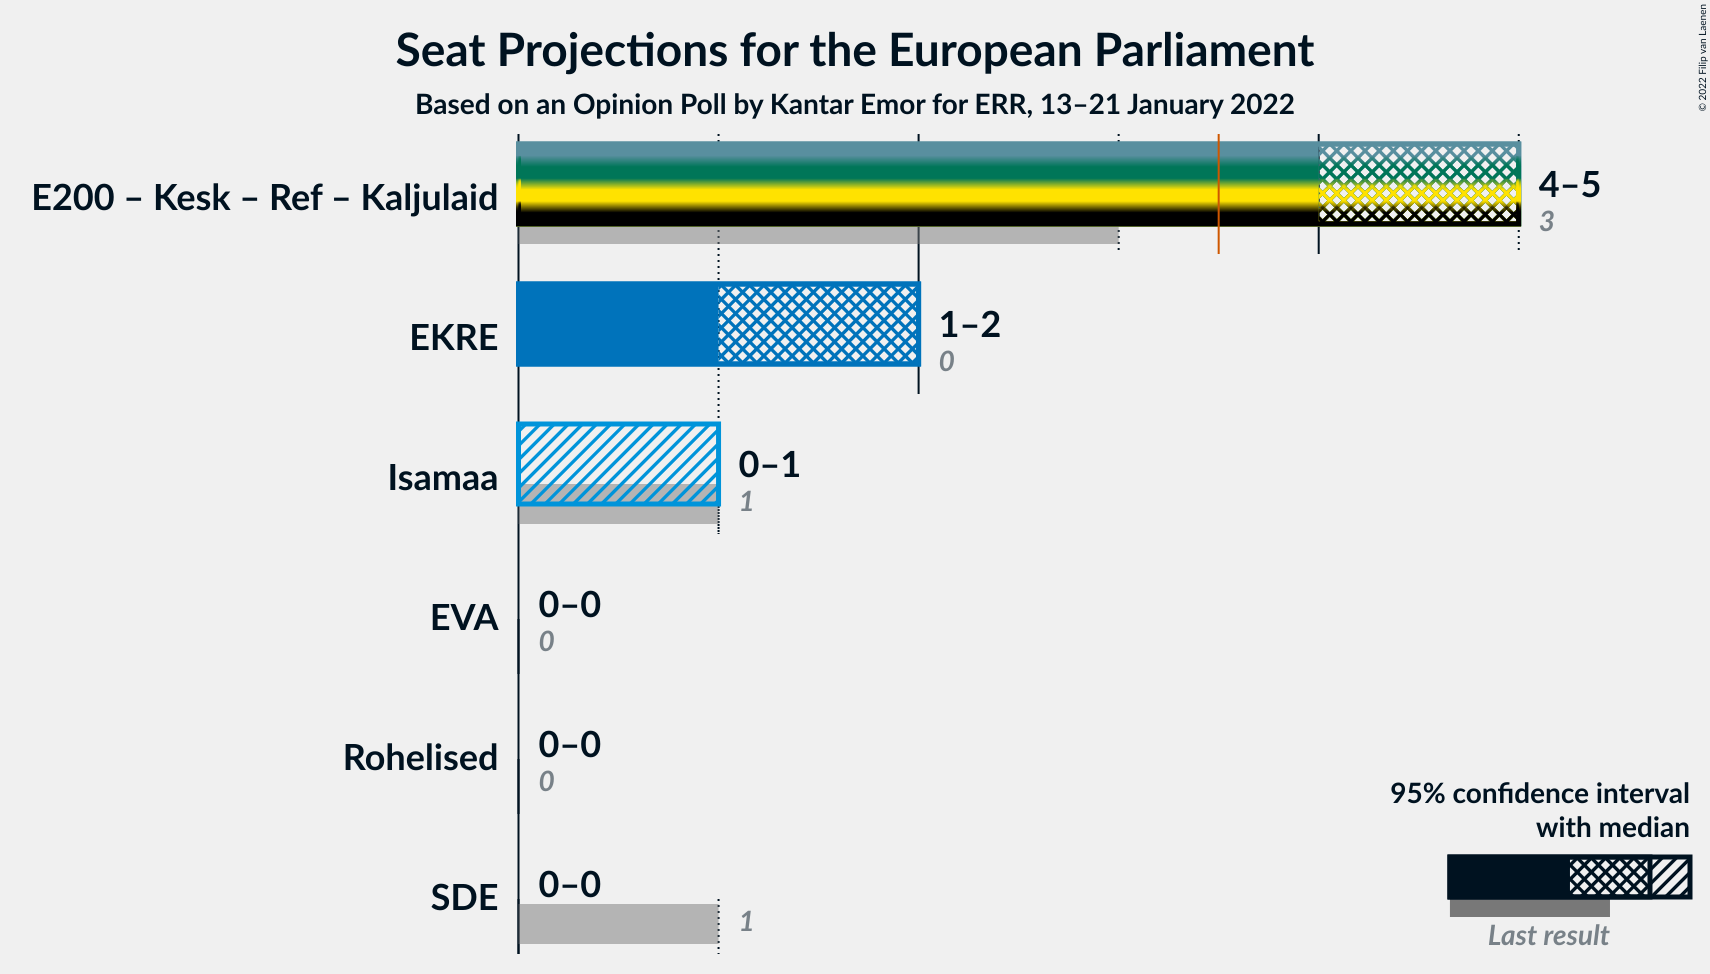 Seat Projections for the European Parliament
Based on an Opinion Poll by Kantar Emor for ERR, 13–21 January 2022
© 2022 Filip van Laenen
E200 – Kesk – Ref – Kaljulaid
4–5
3
EKRE
1–2
0
Isamaa
0–1
1
EVA
0–0
0
Rohelised
0–0
0
SDE
0–0
1
95% confidence interval
with median
Last result